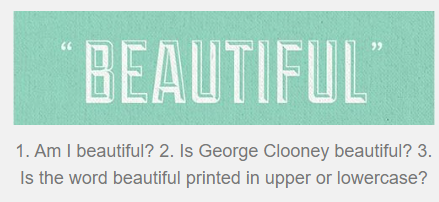 “BEAUTIFUL”
1. Am I beautiful? 2. Is George Clooney beautiful? 3.
Is the word beautiful printed in upper or lowercase?